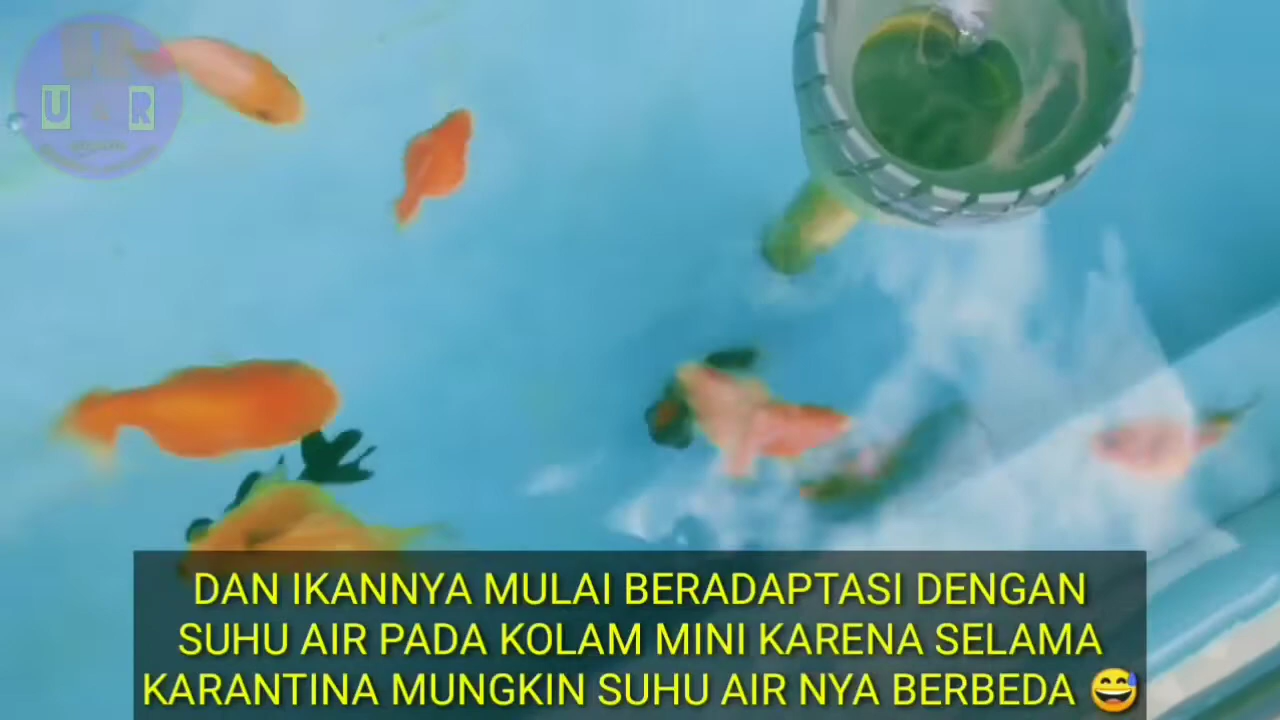 U R
DAN IKANNYA MULAI BERADAPTASI DENGAN
SUHU AIR PADA KOLAM MINI KARENA SELAMA
KARANTINA MUNGKIN SUHU AIR NYA BERBEDA 😅